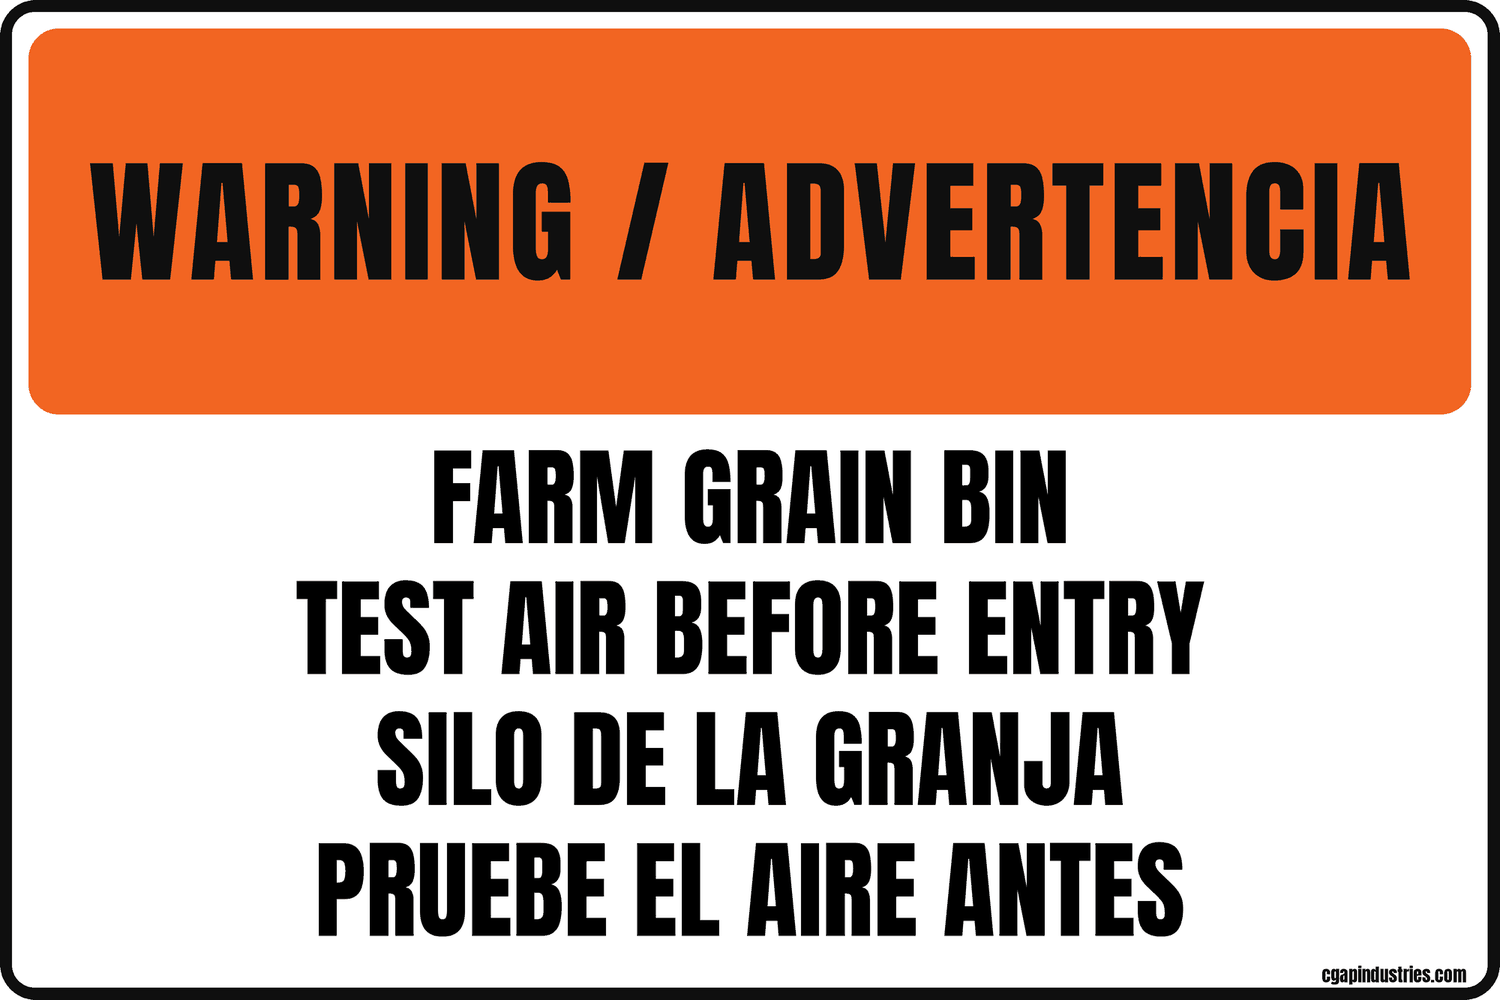 WARNING / ADVERTENCIA
FARM GRAIN BIN
TEST AIR BEFORE ENTRY
SILO DE LA GRANJA
PRUEBE EL AIRE ANTES
cgapindustries.com